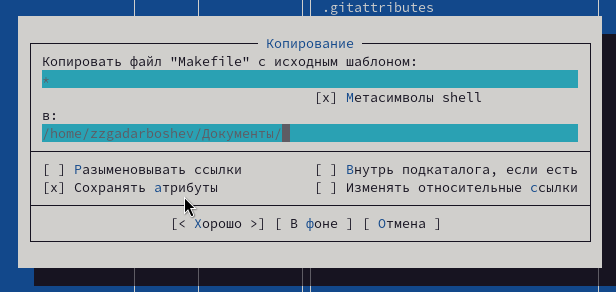 .gitattributes
Копирование
Копировать файл "Makefile" с исходным шаблоном:
*
[x] Метасимволы shell
в:
/home/zzgadarboshev/Документы/
[ ] Разыменовывать ссылки [ ] Внутрь подкаталога, если есть
[x] Сохранять атрибуты [ ] Изменять относительные ссылки
[< Хорошо >] [ В фоне ] [ Отмена ]